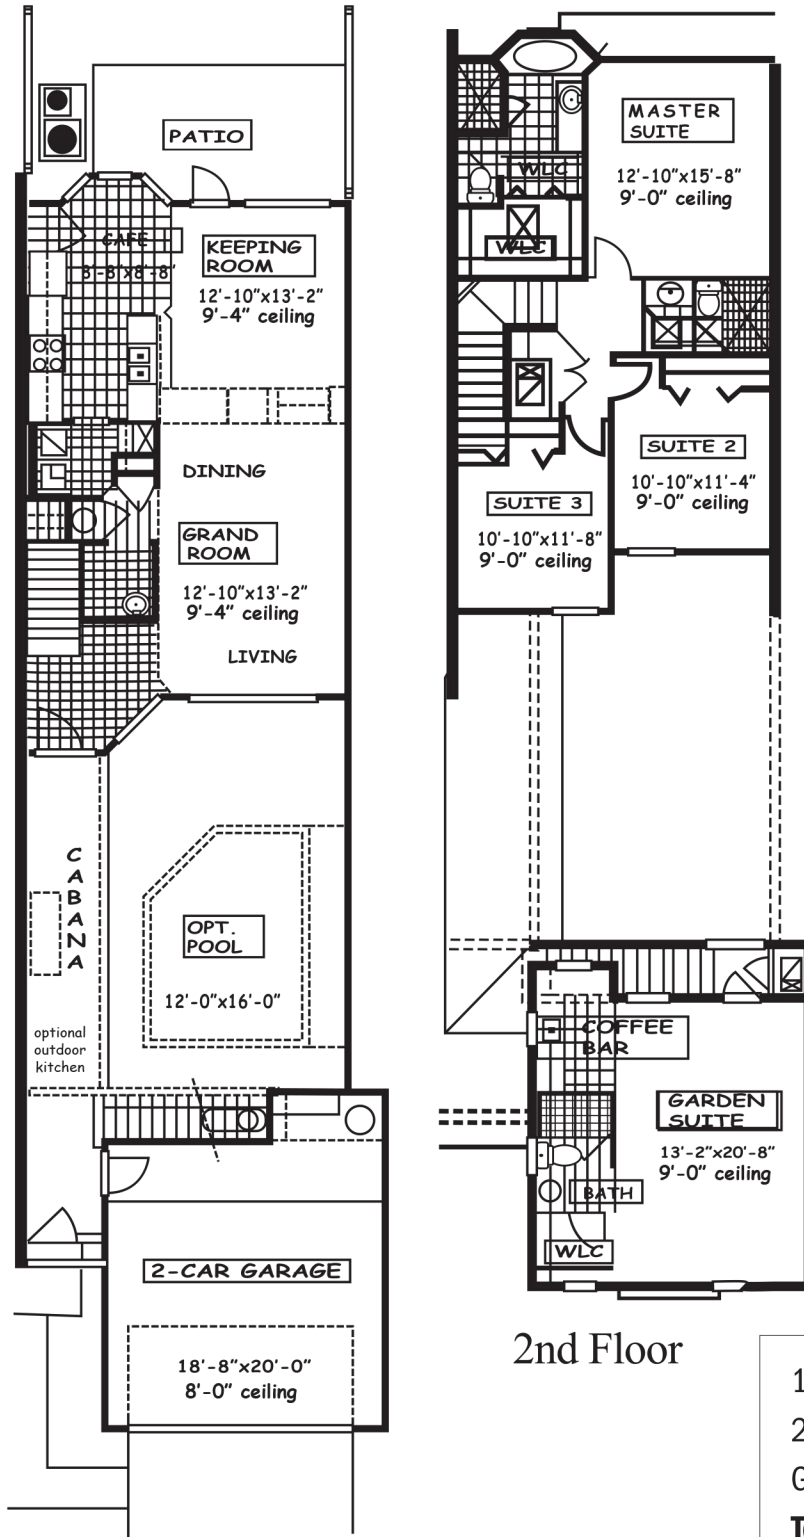 PATIO
CAFE
8'-8"x8'-8"
KEEPING
ROOM
12'-10"x13'-2"
9'-4" ceiling
DINING
GRAND
ROOM
12'-10"x13'-2"
9'-4" ceiling
LIVING
CABANA
OPT.
POOL
12'-0"x16'-0"
optional
outdoor
kitchen
2-CAR GARAGE
18'-8"x20'-0"
8'-0" ceiling
MASTER
SUITE
12'-10"x15'-8"
9'-0" ceiling
WLC
WLC
SUITE 2
10'-10"x11'-4"
9'-0" ceiling
SUITE 3
10'-10"x11'-8"
9'-0" ceiling
COFFEE
BAR
GARDEN
SUITE
13'-2"x20'-8"
9'-0" ceiling
BATH
WLC
2nd Floor
1
2
G